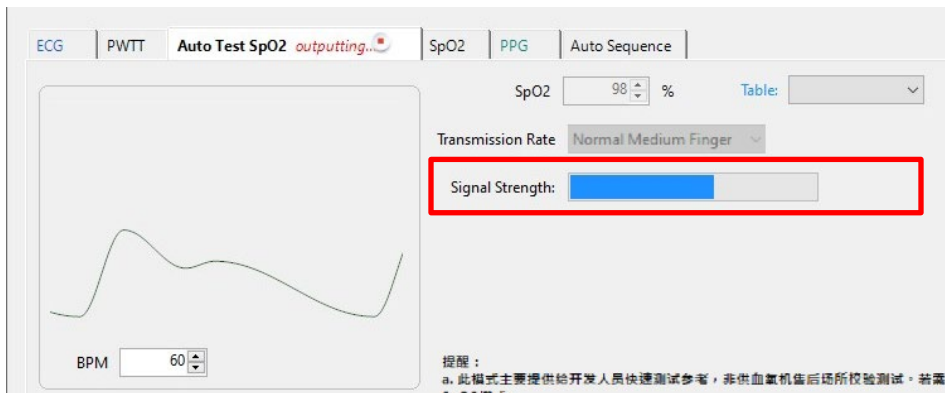 ECG PWTT Auto Test SpO2 outputting.. SpO2 PPG Auto Sequence
SpO2 98 % Table:
Transmission Rate Normal Medium Finger
Signal Strength:
BPM 60
提醒：
a. 此模式主要提供给开发人员快速测试参考，非供血氧机售后场所校验测试。若需